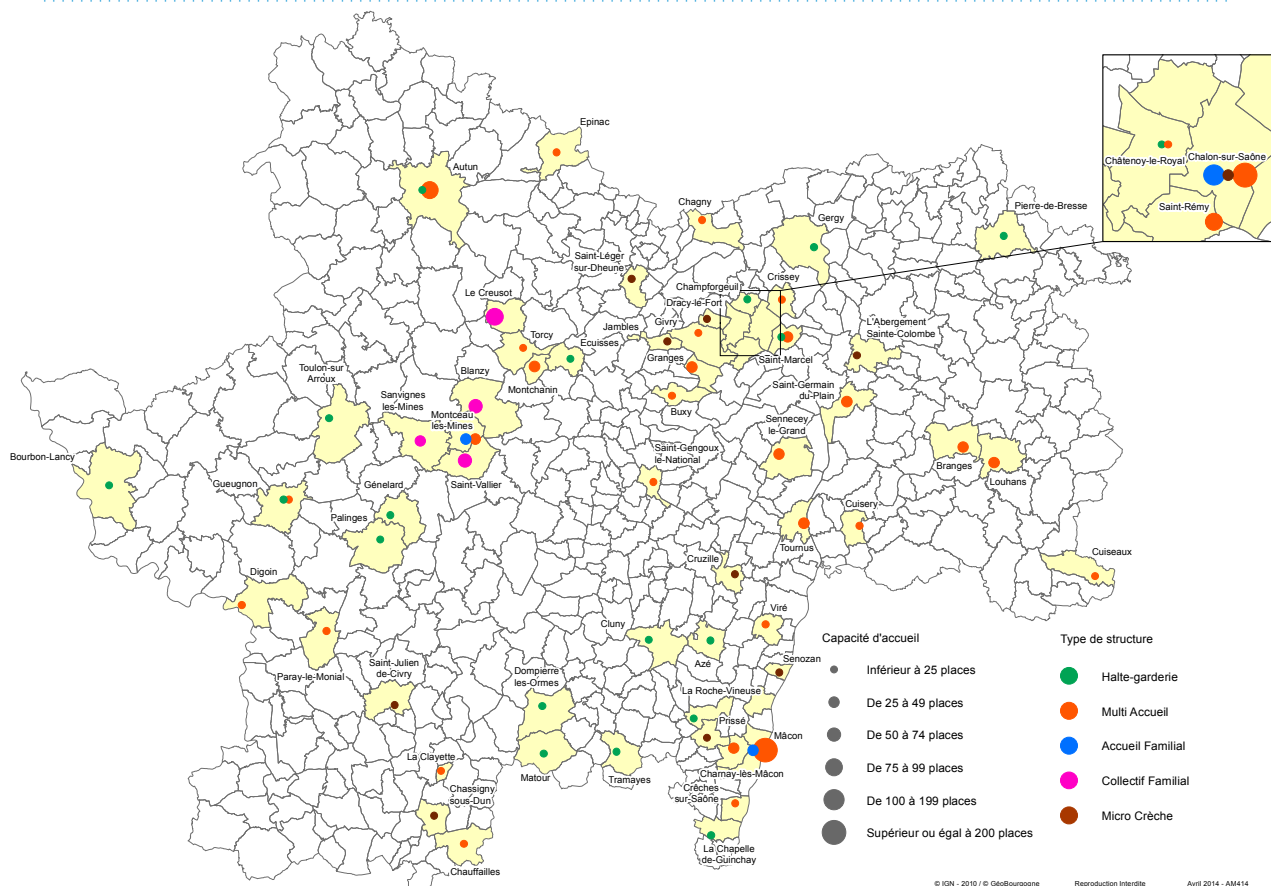 Epinac
Autun
Châtenoy-le-Royal
Chalon-sur-Saône
Saint-Rémy
Chagny
Gergy
Pierre-de-Bresse
Saint-Léger
sur-Dheune
Champforgeuil
Crissey
Le Creusot
Dracy-le-Fort
Givry
Jambles
L'Abergement
Sainte-Colombe
Torcy
Ecuisses
Granges
Saint-Marcel
Toulon-sur
Arroux
Blanzy
Montchanin
Saint-Germain
du-Plain
Sanvignes
les-Mines
Montceau
les-Mines
Buxy
Sennecey
le-Grand
Bourbon-Lancy
Saint-Gengoux
le-National
Branges
Louhans
Gueugnon
Génelard
Saint-Vallier
Palinges
Cuisery
Tournus
Cruzille
Cuiseaux
Digoin
Viré
Cluny
Azé
Senozan
Paray-le-Monial
Saint-Julien
de-Civry
Dompierre
les-Ormes
La Roche-Vineuse
Prissé
Mâcon
La Clayette
Matour
Tramayes
Charnay-lès-Mâcon
Chassigny
sous-Dun
Crêches
sur-Saône
La Chapelle
de-Guinchay
Chauffailles
Capacité d'accueil
Inférieur à 25 places
De 25 à 49 places
De 50 à 74 places
De 75 à 99 places
De 100 à 199 places
Supérieur ou égal à 200 places
Type de structure
Halte-garderie
Multi Accueil
Accueil Familial
Collectif Familial
Micro Crèche
© IGN - 2010 / © GéoBourgogne Reproduction Interdite Avril 2014 - AM414